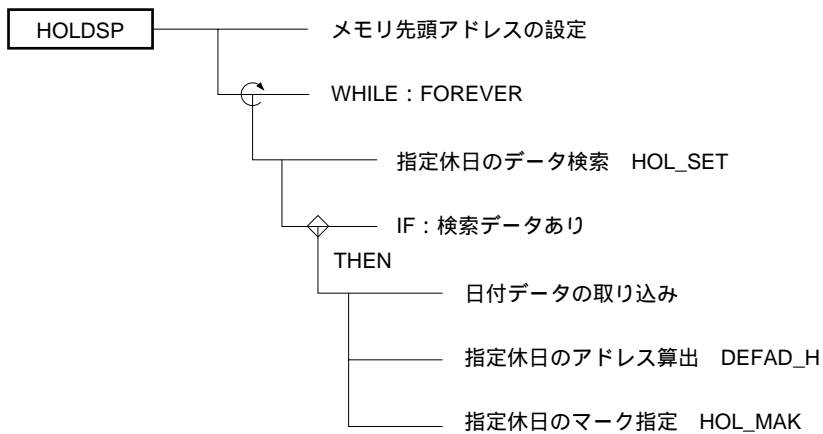 HOLDSP
メモリ先頭アドレスの設定
WHILE：FOREVER
指定休日のデータ検索　HOL_SET
IF：検索データあり
THEN
日付データの取り込み
指定休日のアドレス算出　DEFAD_H
指定休日のマーク指定　HOL_MAK